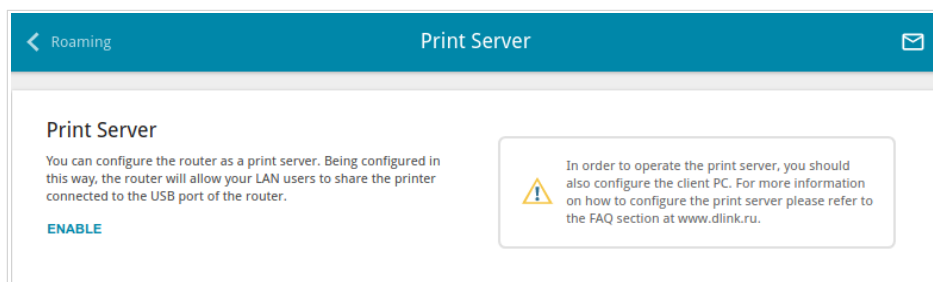 Roaming
Print Server
Print Server
You can configure the router as a print server. Being configured in
this way, the router will allow your LAN users to share the printer
connected to the USB port of the router.
ENABLE
In order to operate the print server, you should
also configure the client PC. For more information
on how to configure the print server please refer to
the FAQ section at www.dlink.ru.